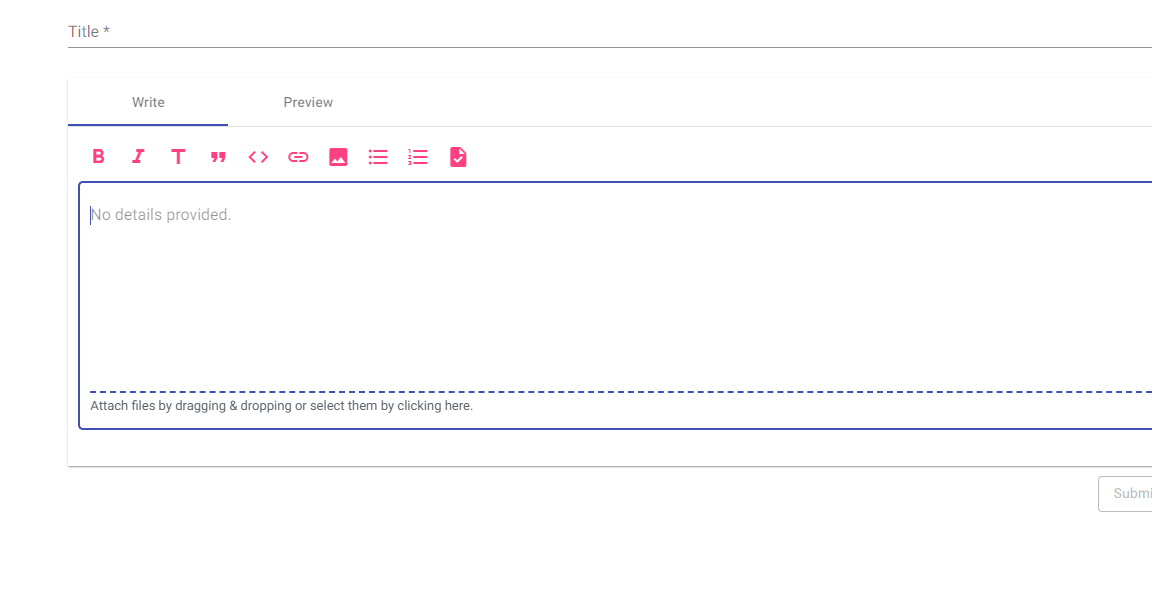 Title *
Write Preview
No details provided.
Attach files by dragging & dropping or select them by clicking here.
Submi